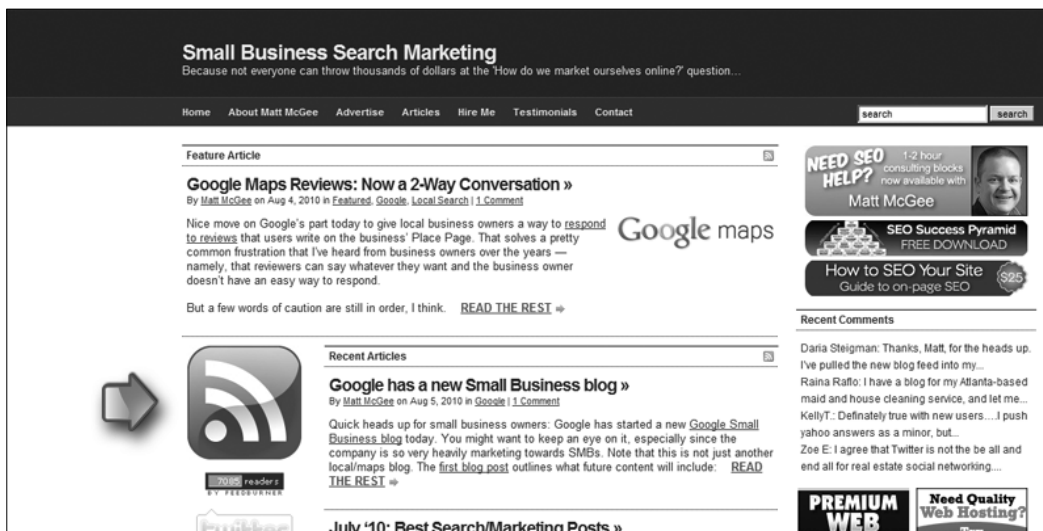 Small Business Search Marketing
Because not everyone can throw thousands of dollars at the 'How do we market ourselves online?' question...
Home About Matt McGee Advertise Articles Hire Me Testimonials Contact
search search
Feature Article
Google Maps Reviews: Now a 2-Way Conversation »
By Matt McGee on Aug 4, 2010 in Featured, Google, Local Search | 1 Comment
Nice move on Google's part today to give local business owners a way to respond
to reviews that users write on the business' Place Page. That solves a pretty
common frustration that I've heard from business owners over the years —
namely, that reviewers can say whatever they want and the business owner
doesn't have an easy way to respond.
Google maps
But a few words of caution are still in order, I think. READ THE REST
Recent Articles
Google has a new Small Business blog »
By Matt McGee on Aug 5, 2010 in Google | 1 Comment
Quick heads up for small business owners: Google has started a new Google Small
Business blog today. You might want to keep an eye on it, especially since the
company is so very heavily marketing towards SMBs. Note that this is not just another
local/maps blog. The first blog post outlines what future content will include: READ
THE REST
7085 readers
BY FEEDBURNER
twitter
July '10: Best Search/Marketing Posts »
NEED SEO
HELP?
1-2 hour
consulting blocks
now available with
Matt McGee
SEO Success Pyramid
FREE DOWNLOAD
How to SEO Your Site
Guide to on-page SEO
$25
Recent Comments
Daria Steigman: Thanks, Matt, for the heads up.
I've pulled the new blog feed into my...
Raina Raflo: I have a blog for my Atlanta-based
maid and house cleaning service, and let me...
KellyT.: Definately true with new users....I push
yahoo answers as a minor, but...
Zoe E: I agree that Twitter is not the be all and
end all for real estate social networking....
PREMIUM
WEB
Need Quality
Web Hosting?